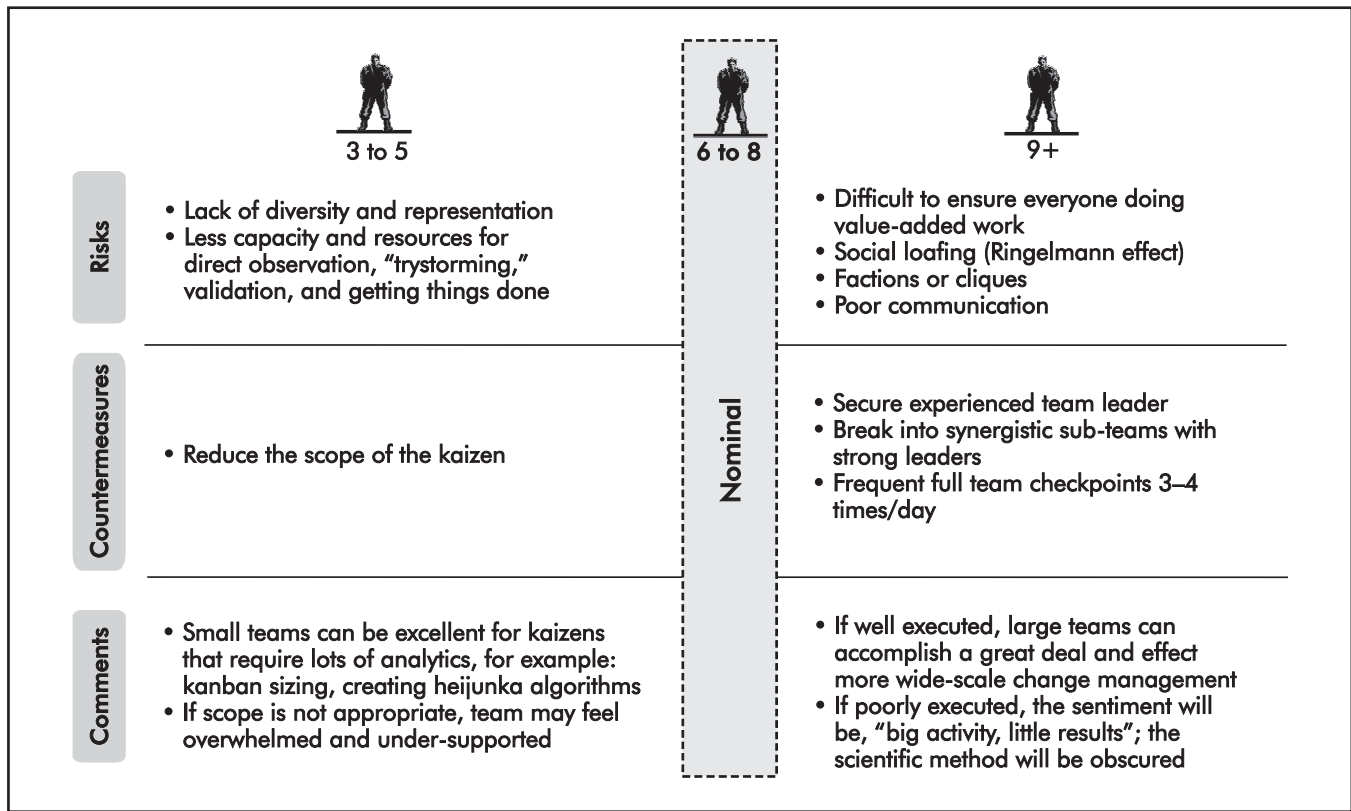 3 to 5
6 to 8
9+
Risks
• Lack of diversity and representation
• Less capacity and resources for
direct observation, “trystorming,”
validation, and getting things done
• Difficult to ensure everyone doing
value-added work
• Social loafing (Ringelmann effect)
• Factions or cliques
• Poor communication
Countermeasures
• Reduce the scope of the kaizen
Nominal
• Secure experienced team leader
• Break into synergistic sub-teams with
strong leaders
• Frequent full team checkpoints 3–4
times/day
Comments
• Small teams can be excellent for kaizens
that require lots of analytics, for example:
kanban sizing, creating heijunka algorithms
• If scope is not appropriate, team may feel
overwhelmed and under-supported
• If well executed, large teams can
accomplish a great deal and effect
more wide-scale change management
• If poorly executed, the sentiment will
be, “big activity, little results”; the
scientific method will be obscured